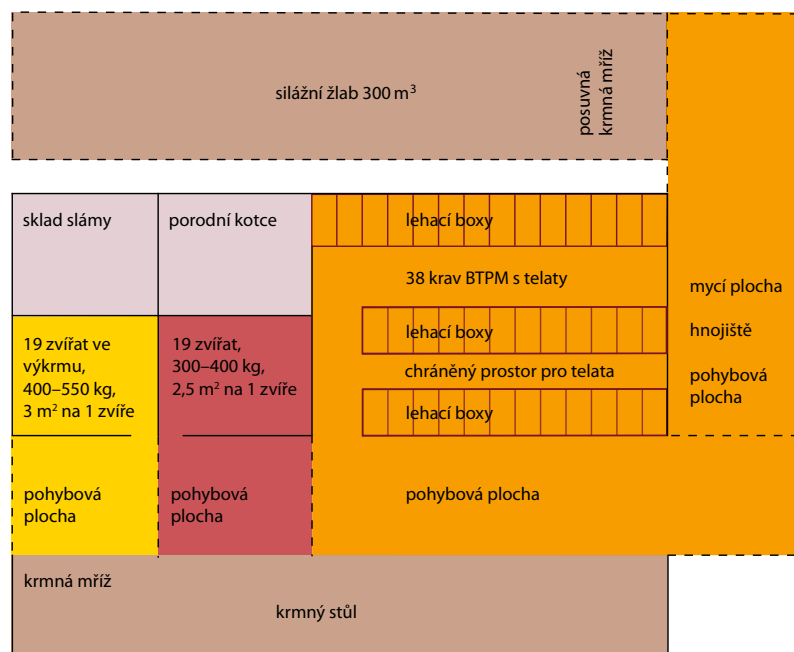 silážní žlab 300 m³
posuvná
krmná mříž
sklad slámy
porodní kotce
lehací boxy
38 krav BTPM s telaty
mycí plocha
lehací boxy
hnojiště
19 zvířat ve
výkrmu,
400–550 kg,
3 m² na 1 zvíře
19 zvířat,
300–400 kg,
2,5 m² na 1 zvíře
chráněný prostor pro telata
pohybová
plocha
lehací boxy
pohybová
plocha
pohybová
plocha
pohybová plocha
krmná mříž
krmný stůl